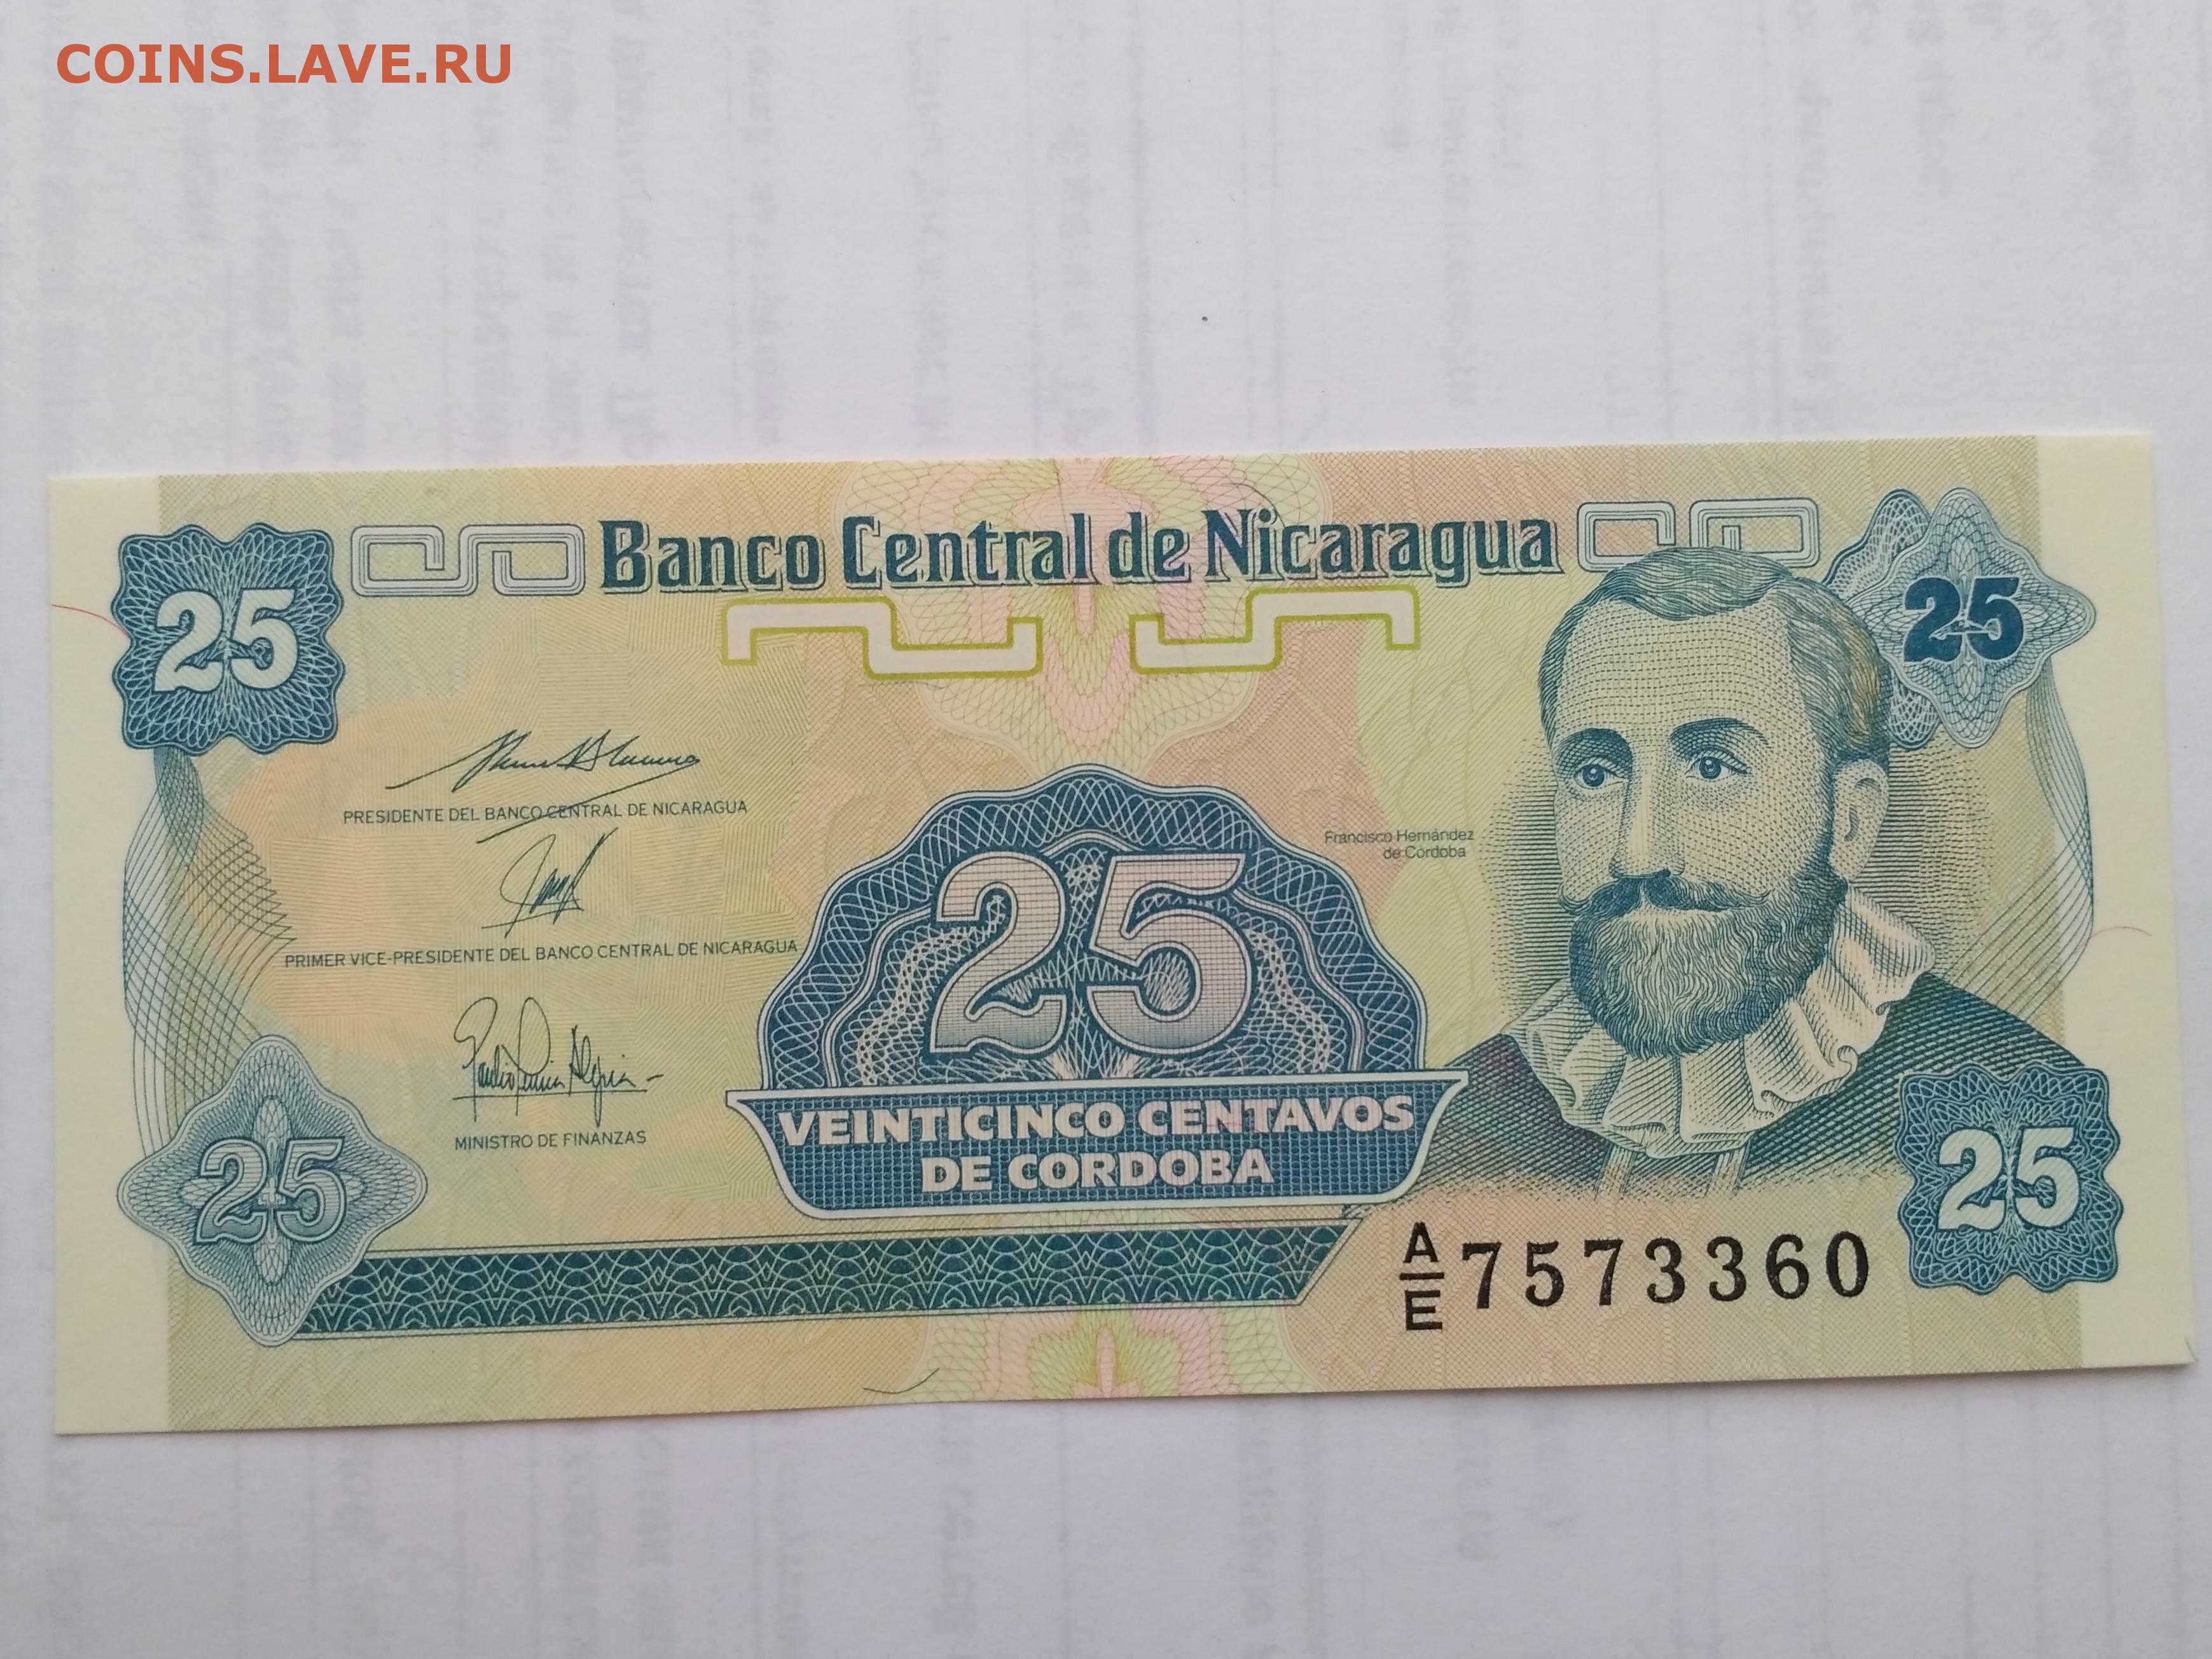 COINS.LAVE.RU
Banco Central de Nicaragua
25
25
PRESIDENTE DEL BANCO CENTRAL DE NICARAGUA
Francisco Hernández
de Córdoba
25
PRIMER VICE-PRESIDENTE DEL BANCO CENTRAL DE NICARAGUA
MINISTRO DE FINANZAS
VEINTICINCO CENTAVOS
DE CORDOBA
25
25
A/E 7573360